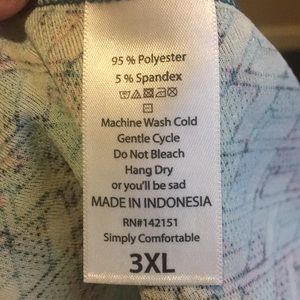 95 % Polyester
5 % Spandex
Machine Wash Cold
Gentle Cycle
Do Not Bleach
Hang Dry
or you'll be sad
MADE IN INDONESIA
RN#142151
Simply Comfortable
3XL